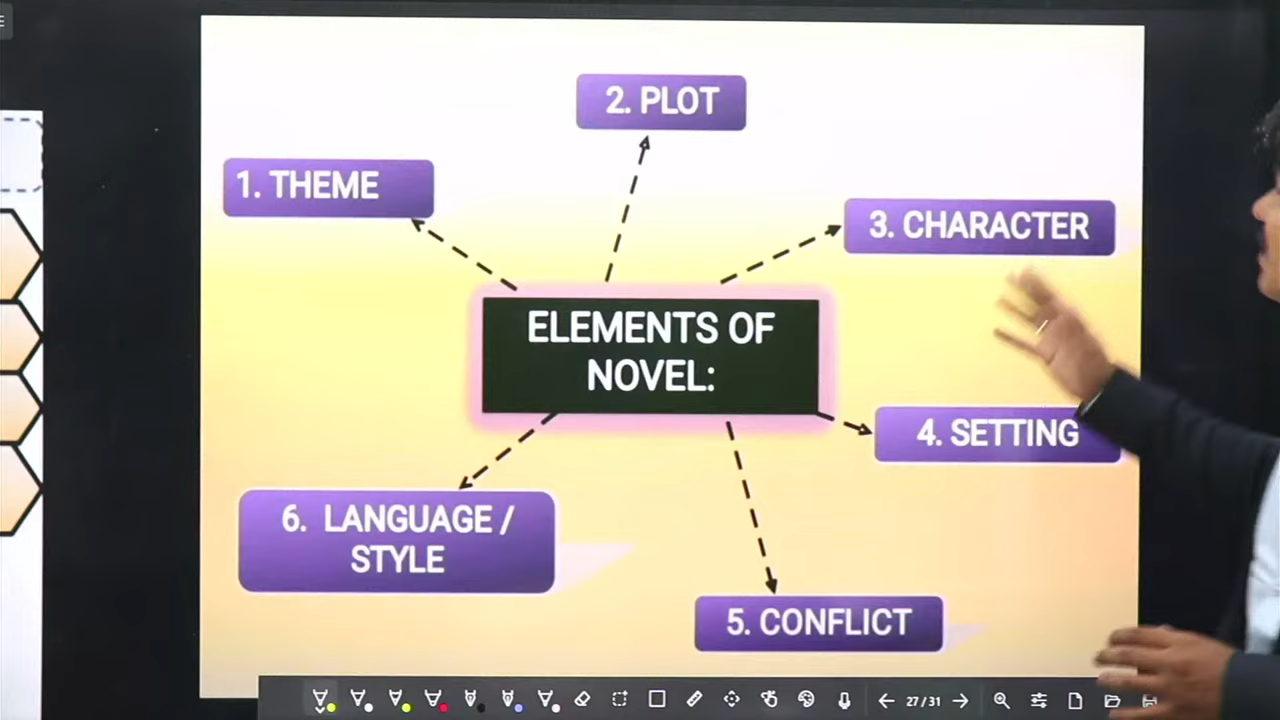 2. PLOT
1. THEME
3. CHARACTER
ELEMENTS OF
NOVEL:
4. SETTING
6. LANGUAGE /
STYLE
5. CONFLICT
27/31